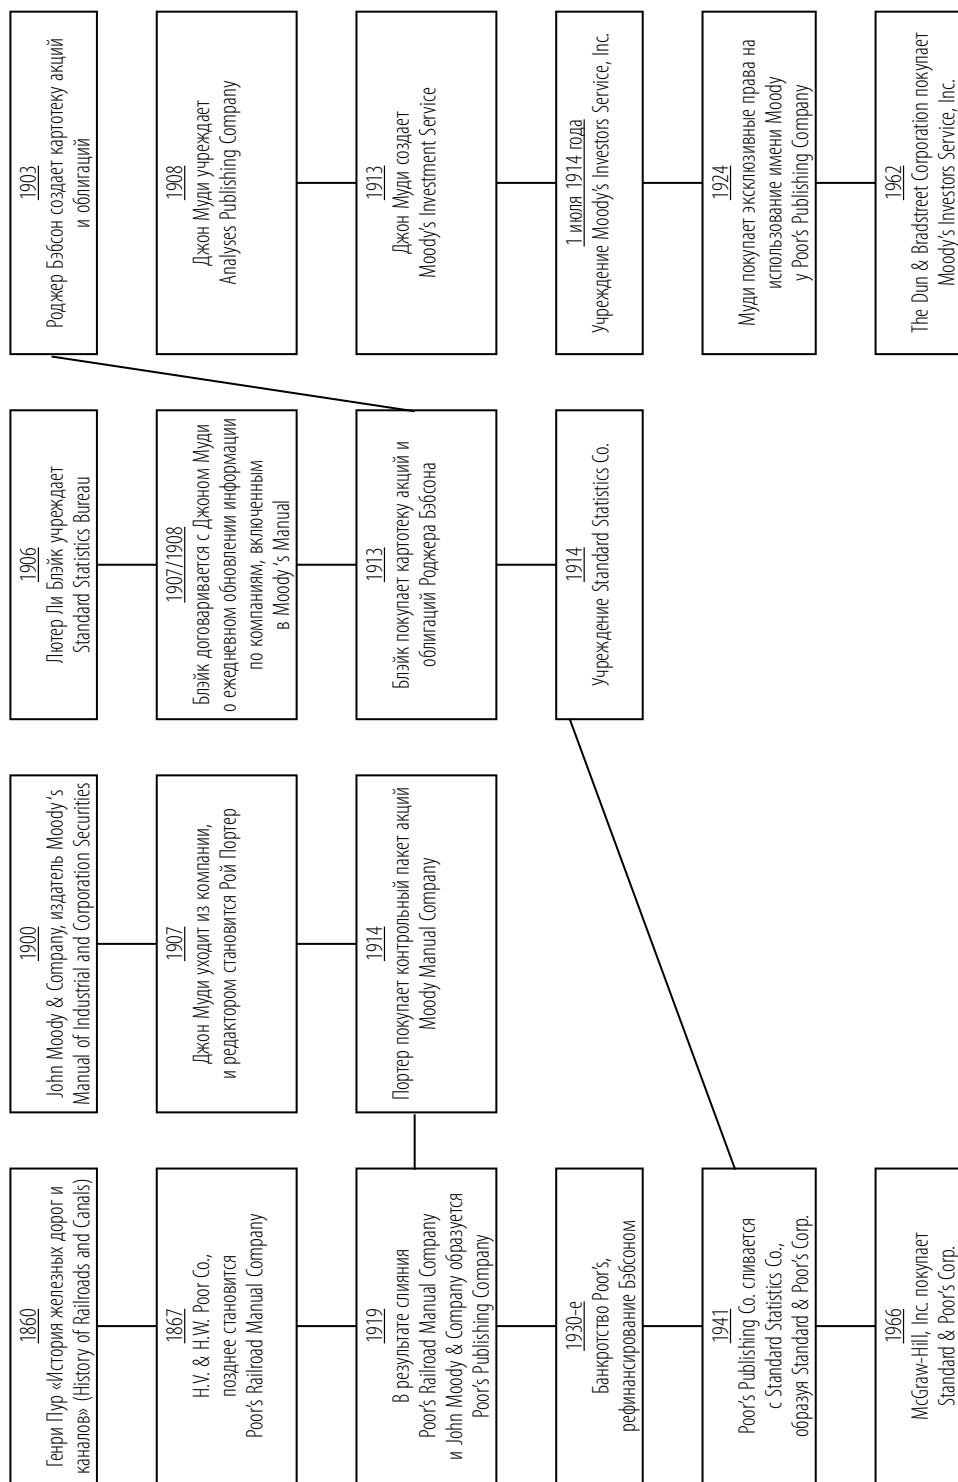 1860
Генри Пур «История железных дорог и
каналов» (History of Railroads and Canals)
1867
H.V. & H.W. Poor Co.,
позднее становится
Poor's Railroad Manual Company
1919
В результате слияния
Poor's Railroad Manual Company
и John Moody & Company образуется
Poor's Publishing Company
1930-е
Банкротство Poor's,
рефинансирование Бэбсоном
1941
Poor's Publishing Co. сливается
с Standard Statistics Co.,
образуя Standard & Poor's Corp.
1966
McGraw-Hill, Inc. покупает
Standard & Poor's Corp.
1900
John Moody & Company, издатель Moody's
Manual of Industrial and Corporation Securities
1907
Джон Муди уходит из компании,
и редактором становится Рой Портер
1914
Портер покупает контрольный пакет акций
Moody Manual Company
1906
Лютер Ли Блэйк учреждает
Standard Statistics Bureau
1907/1908
Блэйк договаривается с Джоном Муди
о ежедневном обновлении информации
по компаниям, включенным
в Moody 's Manual
1913
Блэйк покупает картотеку акций и
облигаций Роджера Бэбсона
1914
Учреждение Standard Statistics Co.
1903
Роджер Бэбсон создает картотеку акций
и облигаций
1908
Джон Муди учреждает
Analyses Publishing Company
1913
Джон Муди создает
Moody's Investment Service
1 июля 1914 года
Учреждение Moody's Investors Service, Inc.
1924
Муди покупает эксклюзивные права на
использование имени Moody
у Poor's Publishing Company
1962
The Dun & Bradstreet Corporation покупает
Moody's Investors Service, Inc.